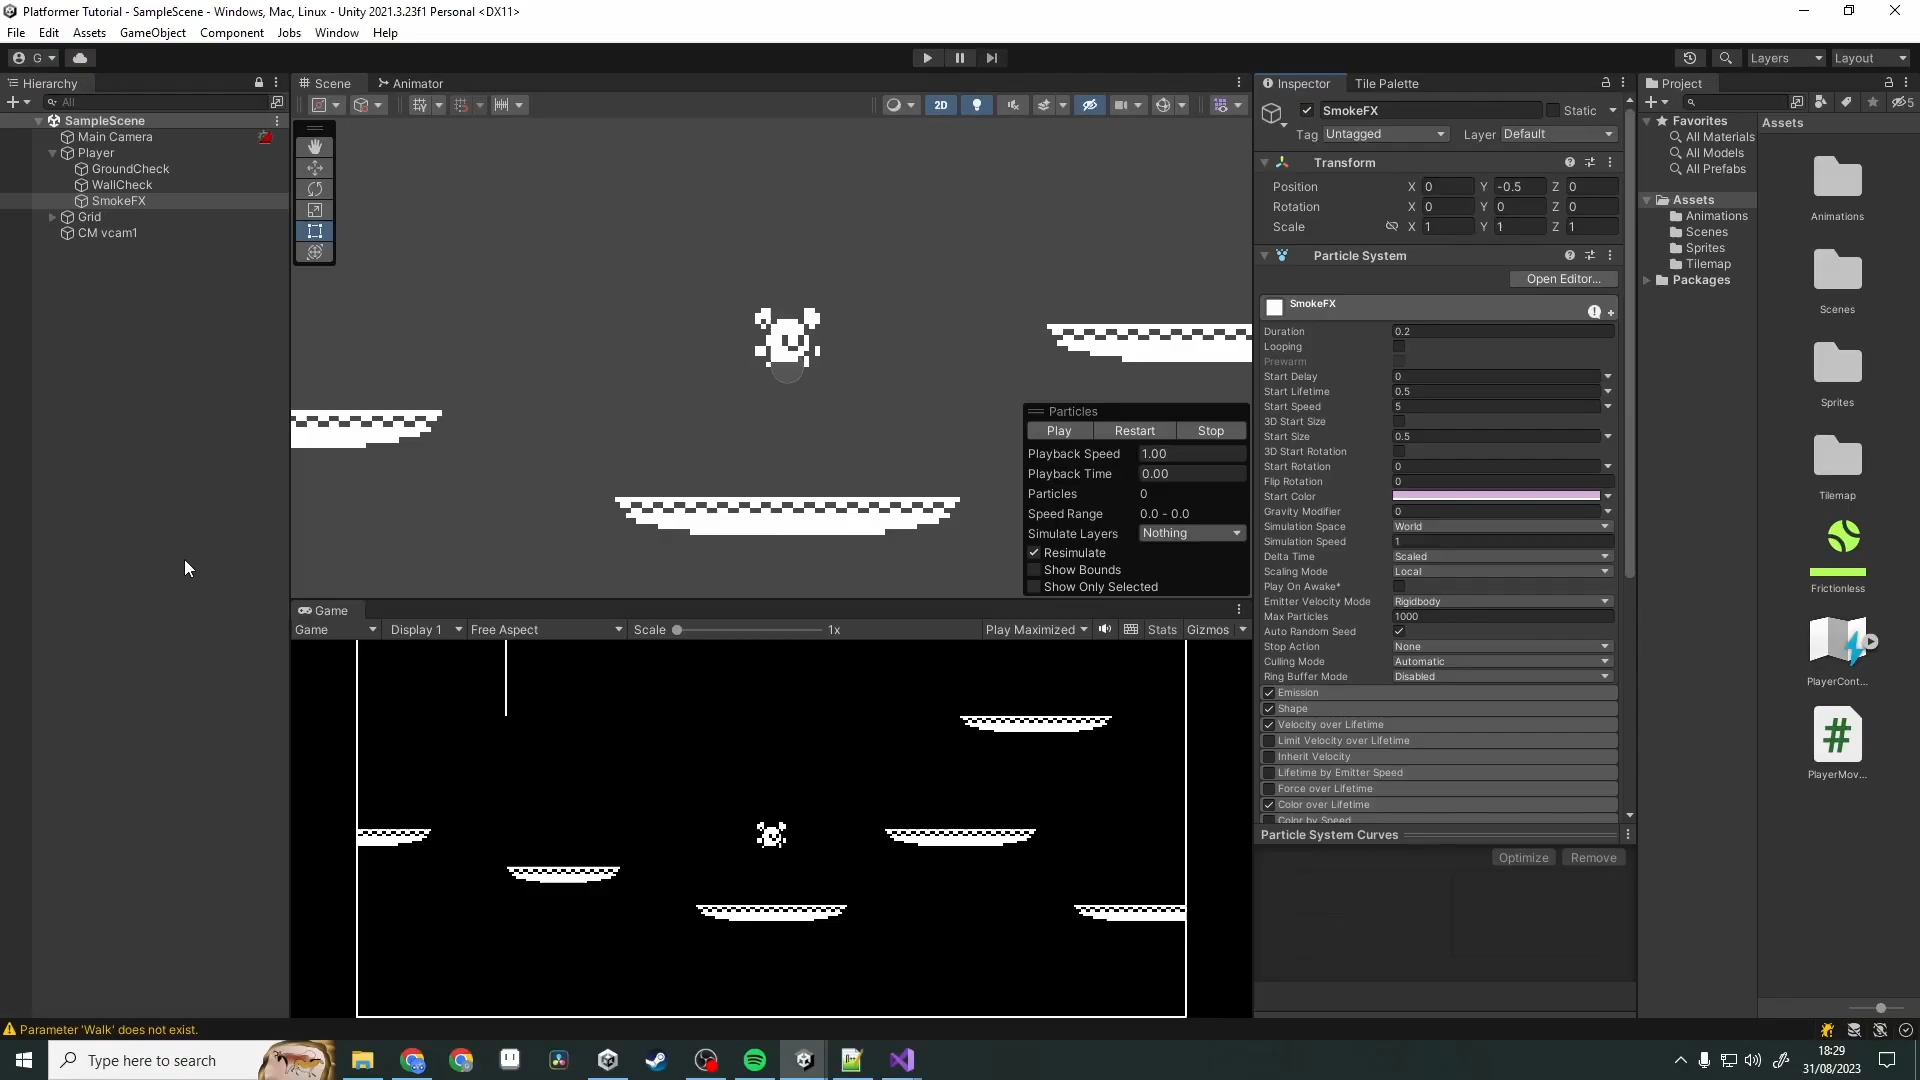 Platformer Tutorial - SampleScene - Windows, Mac, Linux - Unity 2021.3.23f1 Personal <DX11>
File Edit Assets GameObject Component Jobs Window Help
G Layers Layout
Hierarchy
All
SampleScene
Main Camera
Player
GroundCheck
WallCheck
SmokeFX
Grid
CM vcam1
Scene Animator
2D
Particles
Play Restart Stop
Playback Speed 1.00
Playback Time 0.00
Particles 0
Speed Range 0.0 - 0.0
Simulate Layers Nothing
Resimulate
Show Bounds
Show Only Selected
Game
Game Display 1 Free Aspect Scale 1x Play Maximized Stats Gizmos
Inspector Tile Palette
SmokeFX Static
Tag Untagged Layer Default
Transform
Position X 0 Y -0.5 Z 0
Rotation X 0 Y 0 Z 0
Scale X 1 Y 1 Z 1
Particle System
Open Editor...
SmokeFX
Duration 0.2
Looping
Prewarm
Start Delay 0
Start Lifetime 0.5
Start Speed 5
3D Start Size
Start Size 0.5
3D Start Rotation
Start Rotation 0
Flip Rotation 0
Start Color
Gravity Modifier 0
Simulation Space World
Simulation Speed 1
Delta Time Scaled
Scaling Mode Local
Play On Awake*
Emitter Velocity Mode Rigidbody
Max Particles 1000
Auto Random Seed
Stop Action None
Culling Mode Automatic
Ring Buffer Mode Disabled
Emission
Shape
Velocity over Lifetime
Limit Velocity over Lifetime
Inherit Velocity
Lifetime by Emitter Speed
Force over Lifetime
Color over Lifetime
Color by Speed
Particle System Curves
Optimize Remove
Project
5
Favorites
All Materials
All Models
All Prefabs
Assets
Animations
Scenes
Sprites
Tilemap
Packages
Assets
Animations
Scenes
Sprites
Tilemap
Frictionless
PlayerCont...
#
PlayerMov...
Parameter 'Walk' does not exist.
Type here to search
18:29
31/08/2023